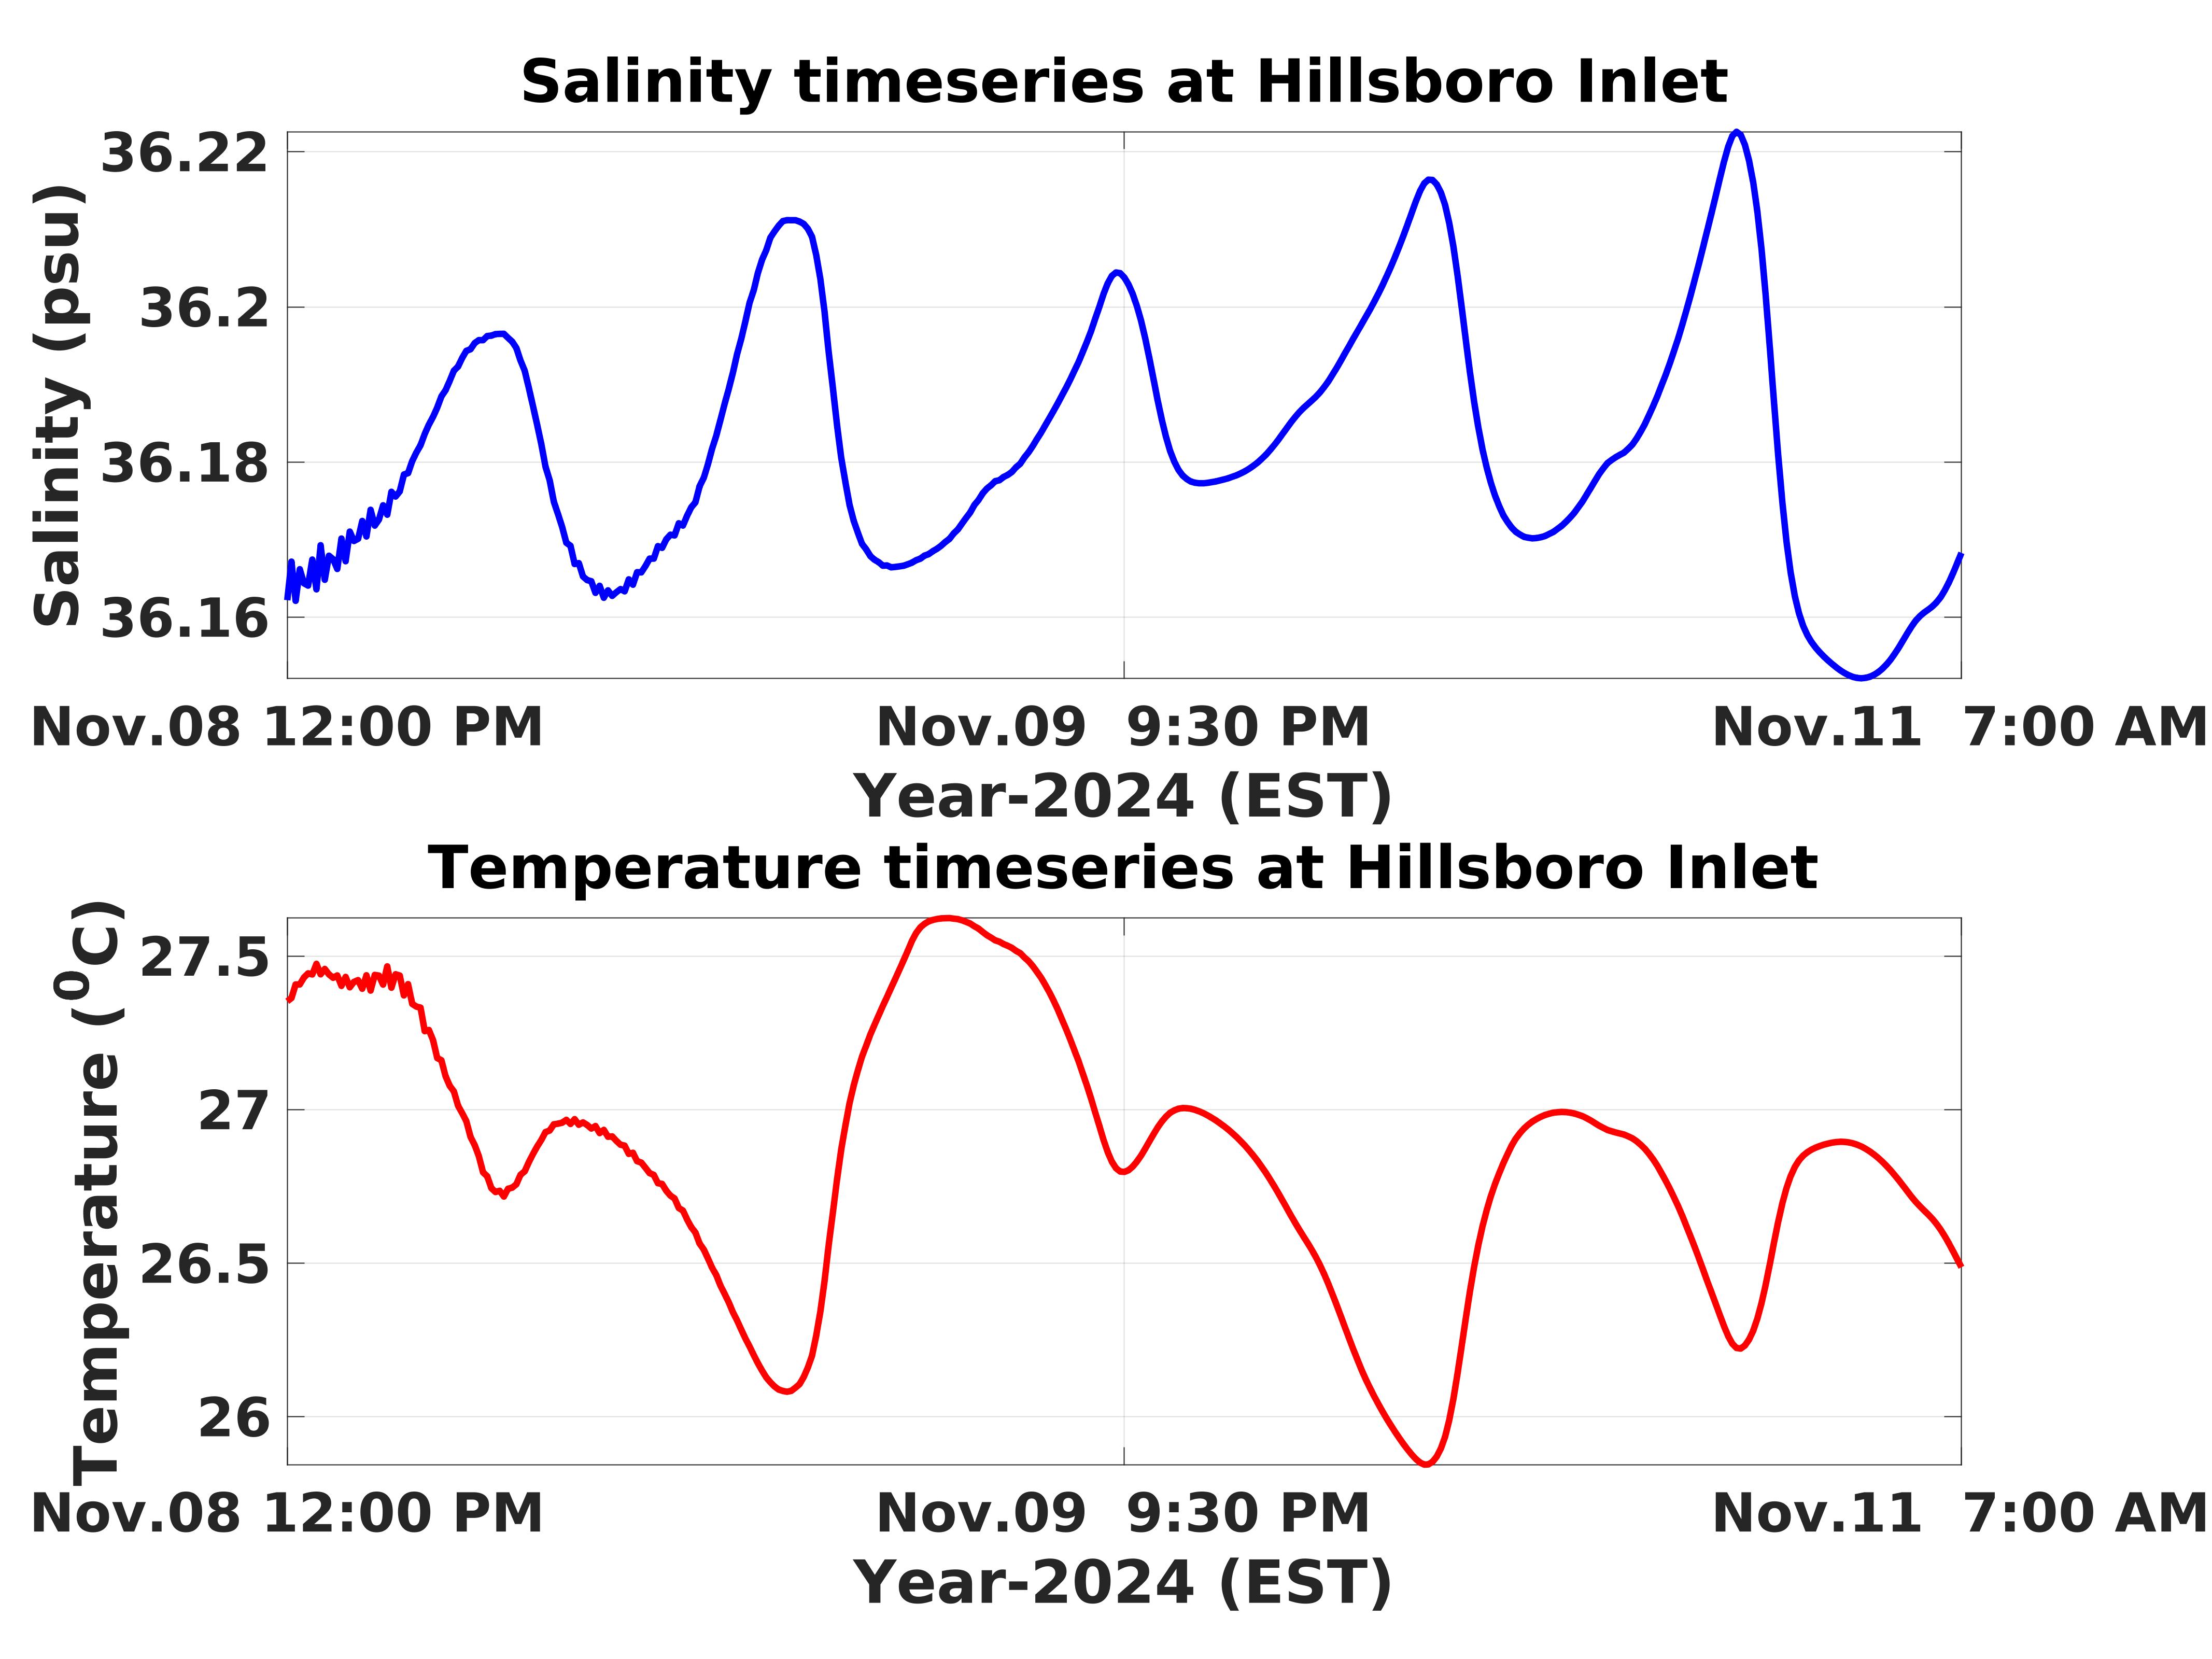 Salinity timeseries at Hillsboro Inlet
Salinity (psu)
36.22
36.2
36.18
36.16
Nov.08 12:00 PM Nov.09  9:30 PM Nov.11  7:00 AM
Year-2024 (EST)
Temperature timeseries at Hillsboro Inlet
Temperature (⁰C)
27.5
27
26.5
26
Nov.08 12:00 PM Nov.09  9:30 PM Nov.11  7:00 AM
Year-2024 (EST)